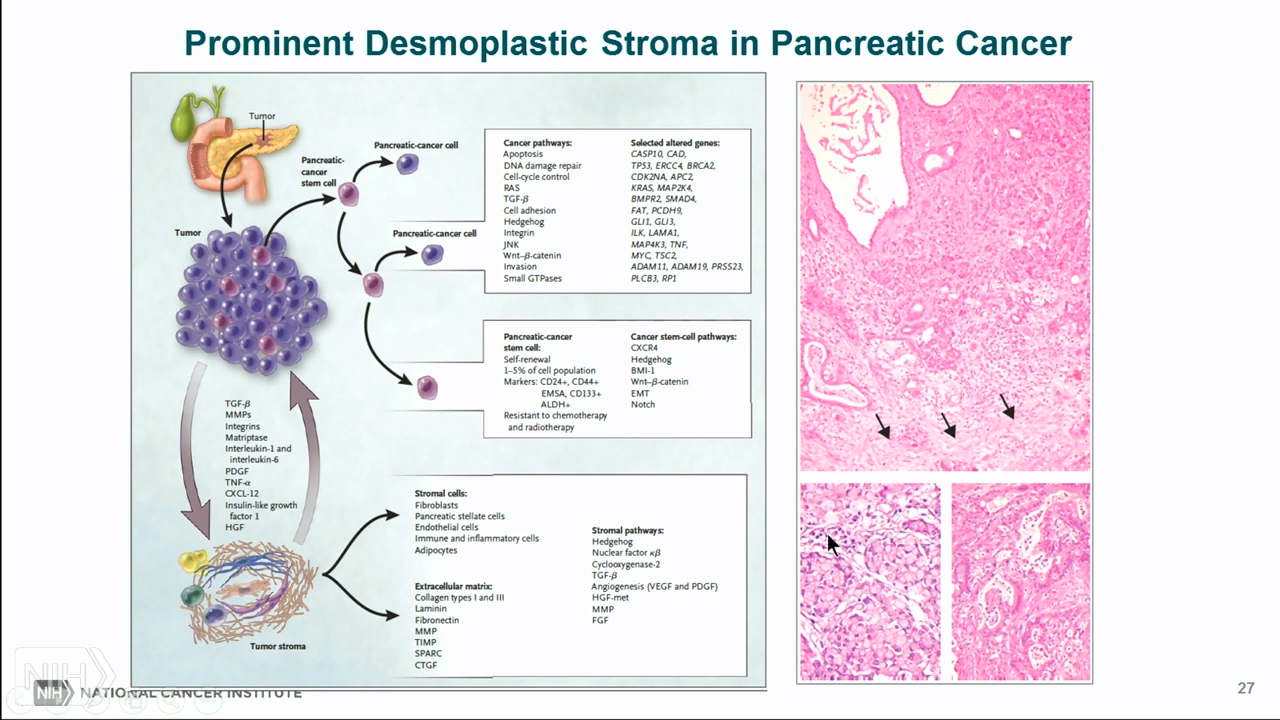 Prominent Desmoplastic Stroma in Pancreatic Cancer
Tumor
Pancreatic-
cancer
stem cell
Pancreatic-cancer cell
Tumor
Pancreatic-cancer cell
Cancer pathways:
Apoptosis
DNA damage repair
Cell-cycle control
RAS
TGF-β
Cell adhesion
Hedgehog
Integrin
JNK
Wnt–β-catenin
Invasion
Small GTPases
Selected altered genes:
CASP10, CAD,
TP53, ERCC4, BRCA2,
CDK2NA, APC2,
KRAS, MAP2K4,
BMPR2, SMAD4,
FAT, PCDH9,
GLI1, GLI3,
ILK, LAMA1,
MAP4K3, TNF,
MYC, TSC2,
ADAM11, ADAM19, PRSS23,
PLCB3, RP1
Pancreatic-cancer
stem cell:
Self-renewal
1–5% of cell population
Markers: CD24+, CD44+
EMSA, CD133+
ALDH+
Resistant to chemotherapy
and radiotherapy
Cancer stem-cell pathways:
CXCR4
Hedgehog
BMI-1
Wnt–β-catenin
EMT
Notch
TGF-β
MMPs
Integrins
Matriptase
Interleukin-1 and
interleukin-6
PDGF
TNF-α
CXCL-12
Insulin-like growth
factor 1
HGF
Tumor stroma
Stromal cells:
Fibroblasts
Pancreatic stellate cells
Endothelial cells
Immune and inflammatory cells
Adipocytes
Extracellular matrix:
Collagen types I and III
Laminin
Fibronectin
MMP
TIMP
SPARC
CTGF
Stromal pathways:
Hedgehog
Nuclear factor κβ
Cyclooxygenase-2
TGF-β
Angiogenesis (VEGF and PDGF)
HGF-met
MMP
FGF
NIH
NIH NATIONAL CANCER INSTITUTE
27